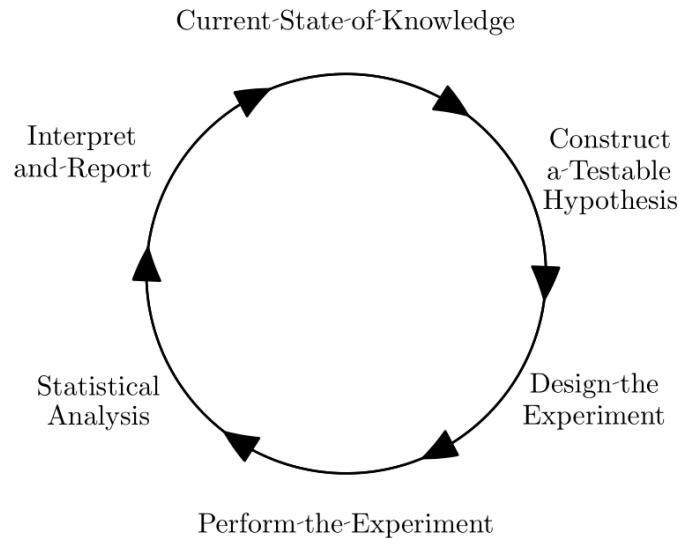 Current-State-of-Knowledge
Construct
a-Testable
Hypothesis
Design-the
Experiment
Perform-the-Experiment
Statistical
Analysis
Interpret
and-Report